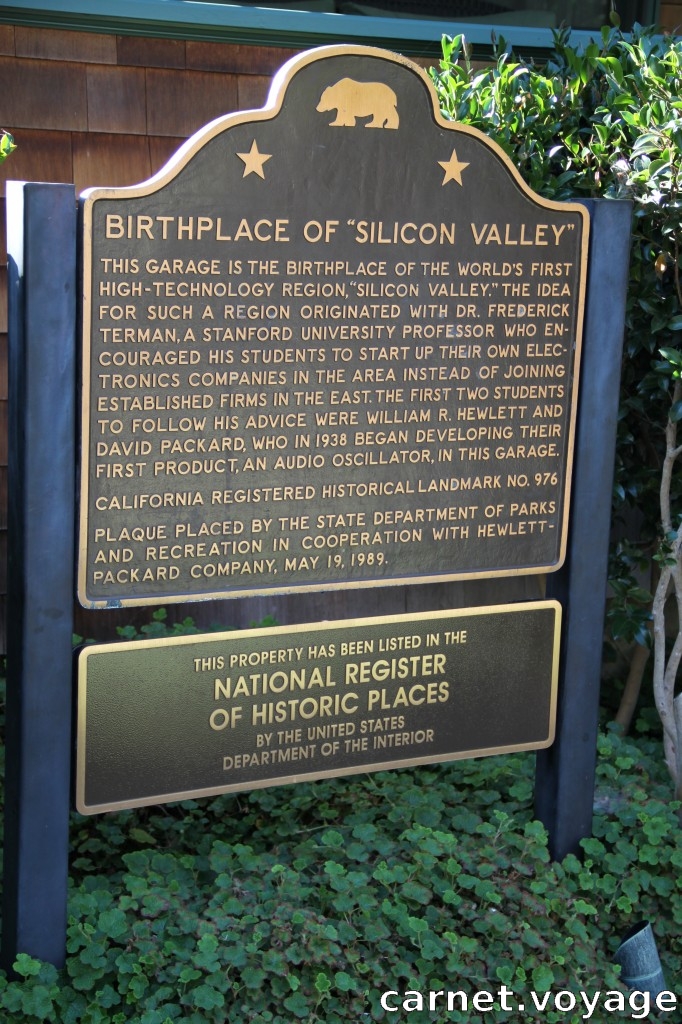 BIRTHPLACE OF "SILICON VALLEY"
THIS GARAGE IS THE BIRTHPLACE OF THE WORLD'S FIRST
HIGH-TECHNOLOGY REGION, "SILICON VALLEY." THE IDEA
FOR SUCH A REGION ORIGINATED WITH DR. FREDERICK
TERMAN, A STANFORD UNIVERSITY PROFESSOR WHO EN-
COURAGED HIS STUDENTS TO START UP THEIR OWN ELEC-
TRONICS COMPANIES IN THE AREA INSTEAD OF JOINING
ESTABLISHED FIRMS IN THE EAST. THE FIRST TWO STUDENTS
TO FOLLOW HIS ADVICE WERE WILLIAM R. HEWLETT AND
DAVID PACKARD, WHO IN 1938 BEGAN DEVELOPING THEIR
FIRST PRODUCT, AN AUDIO OSCILLATOR, IN THIS GARAGE.
CALIFORNIA REGISTERED HISTORICAL LANDMARK NO. 976
PLAQUE PLACED BY THE STATE DEPARTMENT OF PARKS
AND RECREATION IN COOPERATION WITH HEWLETT-
PACKARD COMPANY, MAY 19, 1989.
THIS PROPERTY HAS BEEN LISTED IN THE
NATIONAL REGISTER
OF HISTORIC PLACES
BY THE UNITED STATES
DEPARTMENT OF THE INTERIOR
carnet.voyage